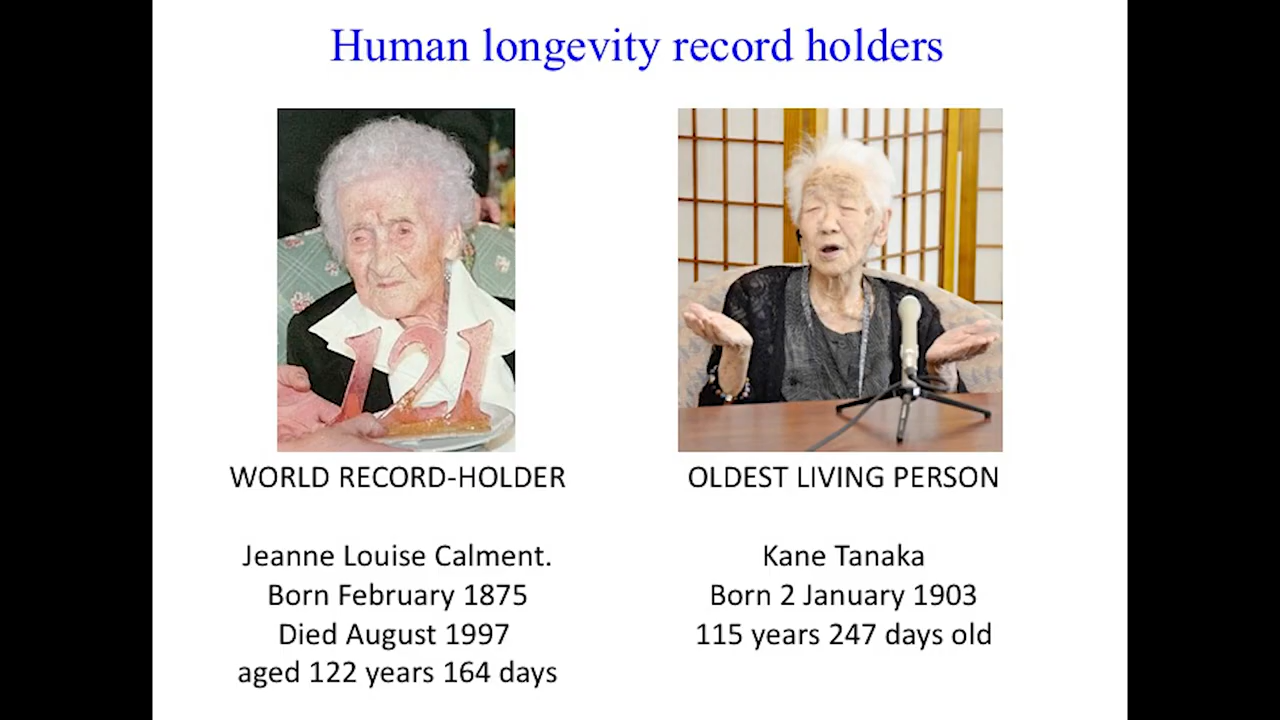 Human longevity record holders
121
WORLD RECORD-HOLDER
Jeanne Louise Calment.
Born February 1875
Died August 1997
aged 122 years 164 days
OLDEST LIVING PERSON
Kane Tanaka
Born 2 January 1903
115 years 247 days old